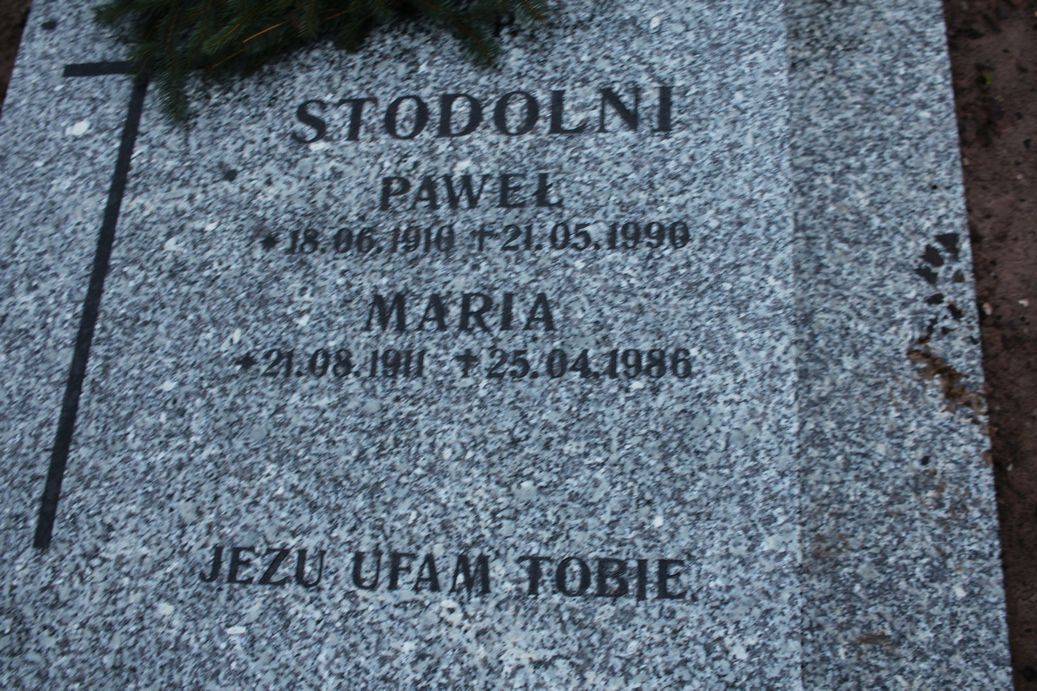 STODOLNI
PAWEŁ
*18.06.1910 †21.05.1990
MARIA
*21.08.1911 †25.04.1986
JEZU UFAM TOBIE